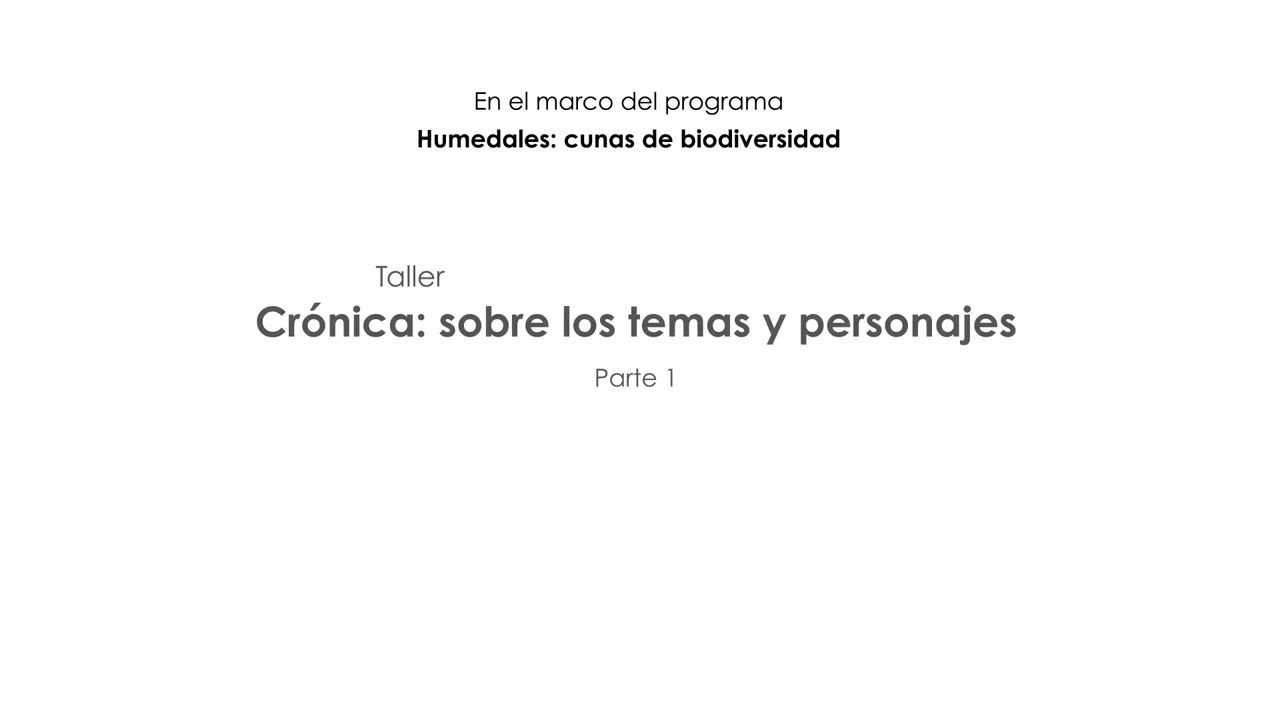 En el marco del programa
Humedales: cunas de biodiversidad
Taller
Crónica: sobre los temas y personajes
Parte 1